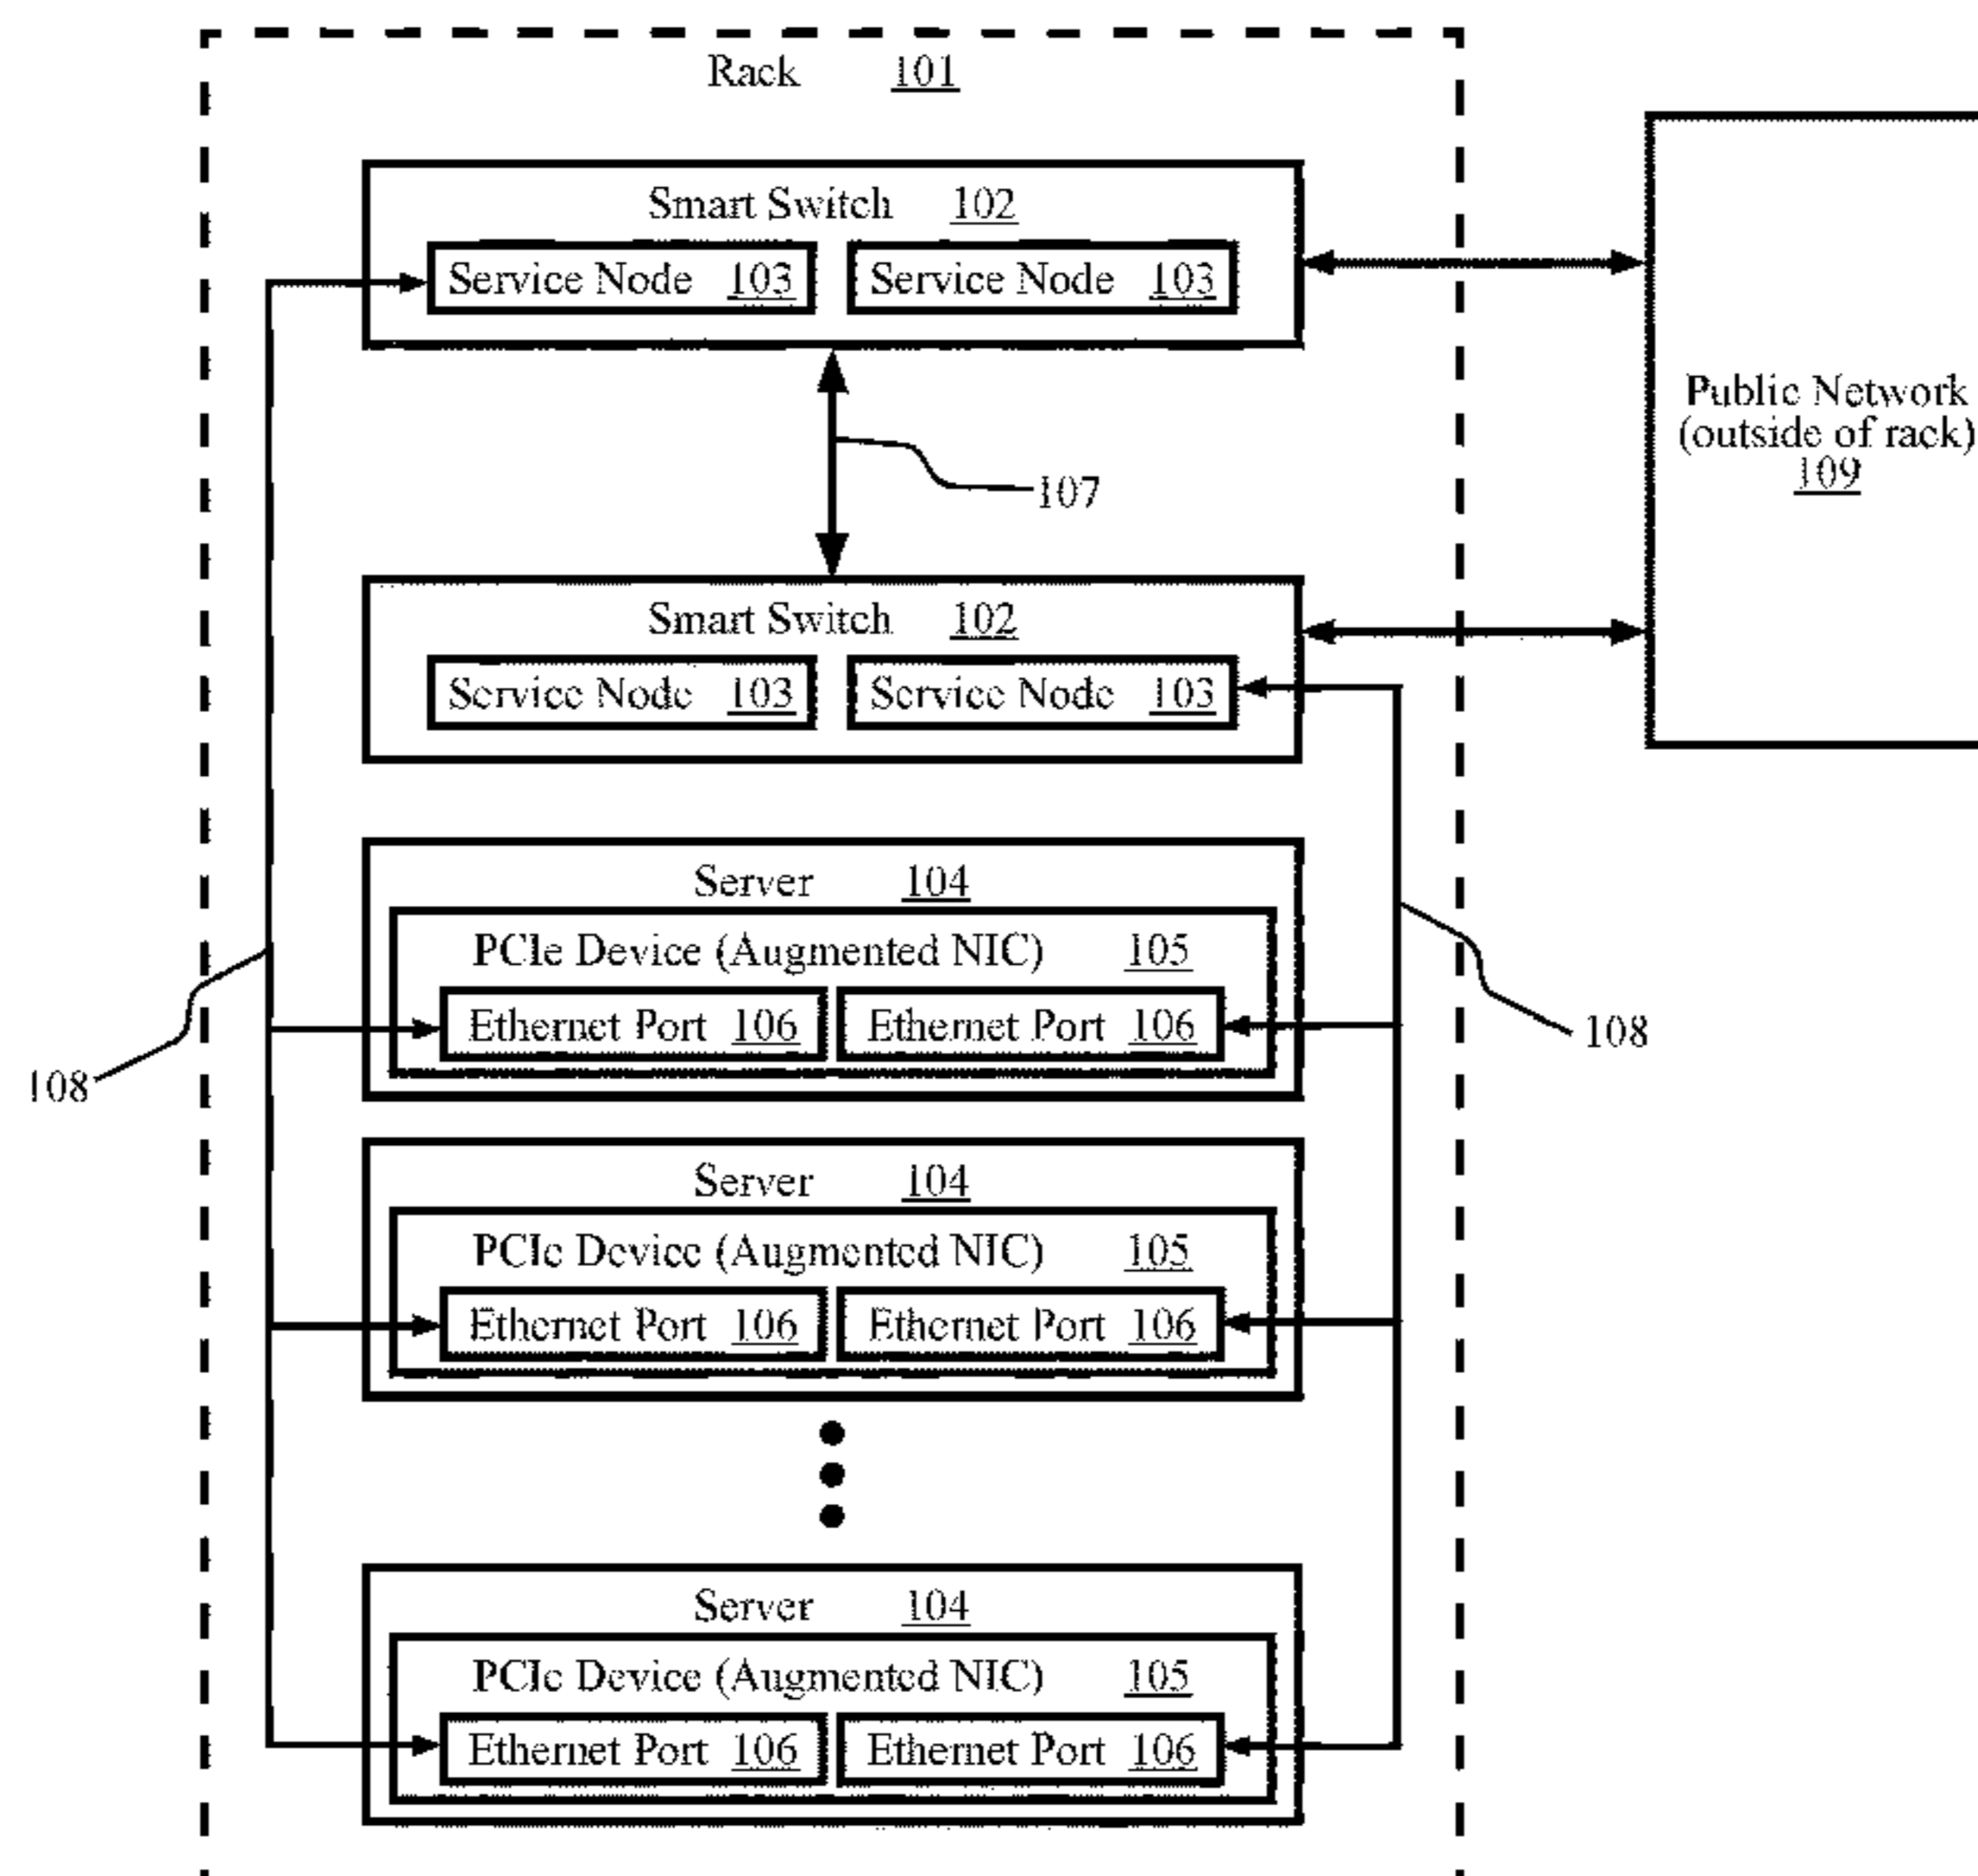 Rack 101
Smart Switch 102
Service Node 103 Service Node 103
Public Network
(outside of rack)
109
107
Smart Switch 102
Service Node 103 Service Node 103
Server 104
PCIe Device (Augmented NIC) 105
Ethernet Port 106 Ethernet Port 106
108
108
Server 104
PCIe Device (Augmented NIC) 105
Ethernet Port 106 Ethernet Port 106
Server 104
PCIe Device (Augmented NIC) 105
Ethernet Port 106 Ethernet Port 106